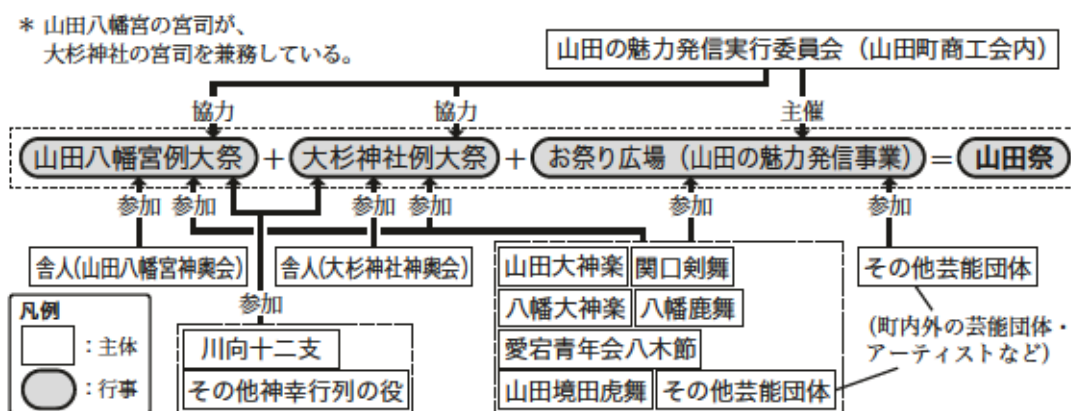 * 山田八幡宮の宮司が、
大杉神社の宮司を兼務している。
山田の魅力発信実行委員会（山田町商工会内）
協力 協力 主催
山田八幡宮例大祭 + 大杉神社例大祭 + お祭り広場（山田の魅力発信事業） = 山田祭
参加 参加 参加 参加 参加 参加
舎人(山田八幡宮神輿会) 舎人(大杉神社神輿会) 山田大神楽 関口剣舞 その他芸能団体
参加
八幡大神楽 八幡鹿舞
(町内外の芸能団体・
アーティストなど)
川向十二支
愛宕青年会八木節
その他神幸行列の役 山田境田虎舞 その他芸能団体
凡例
：主体
：行事